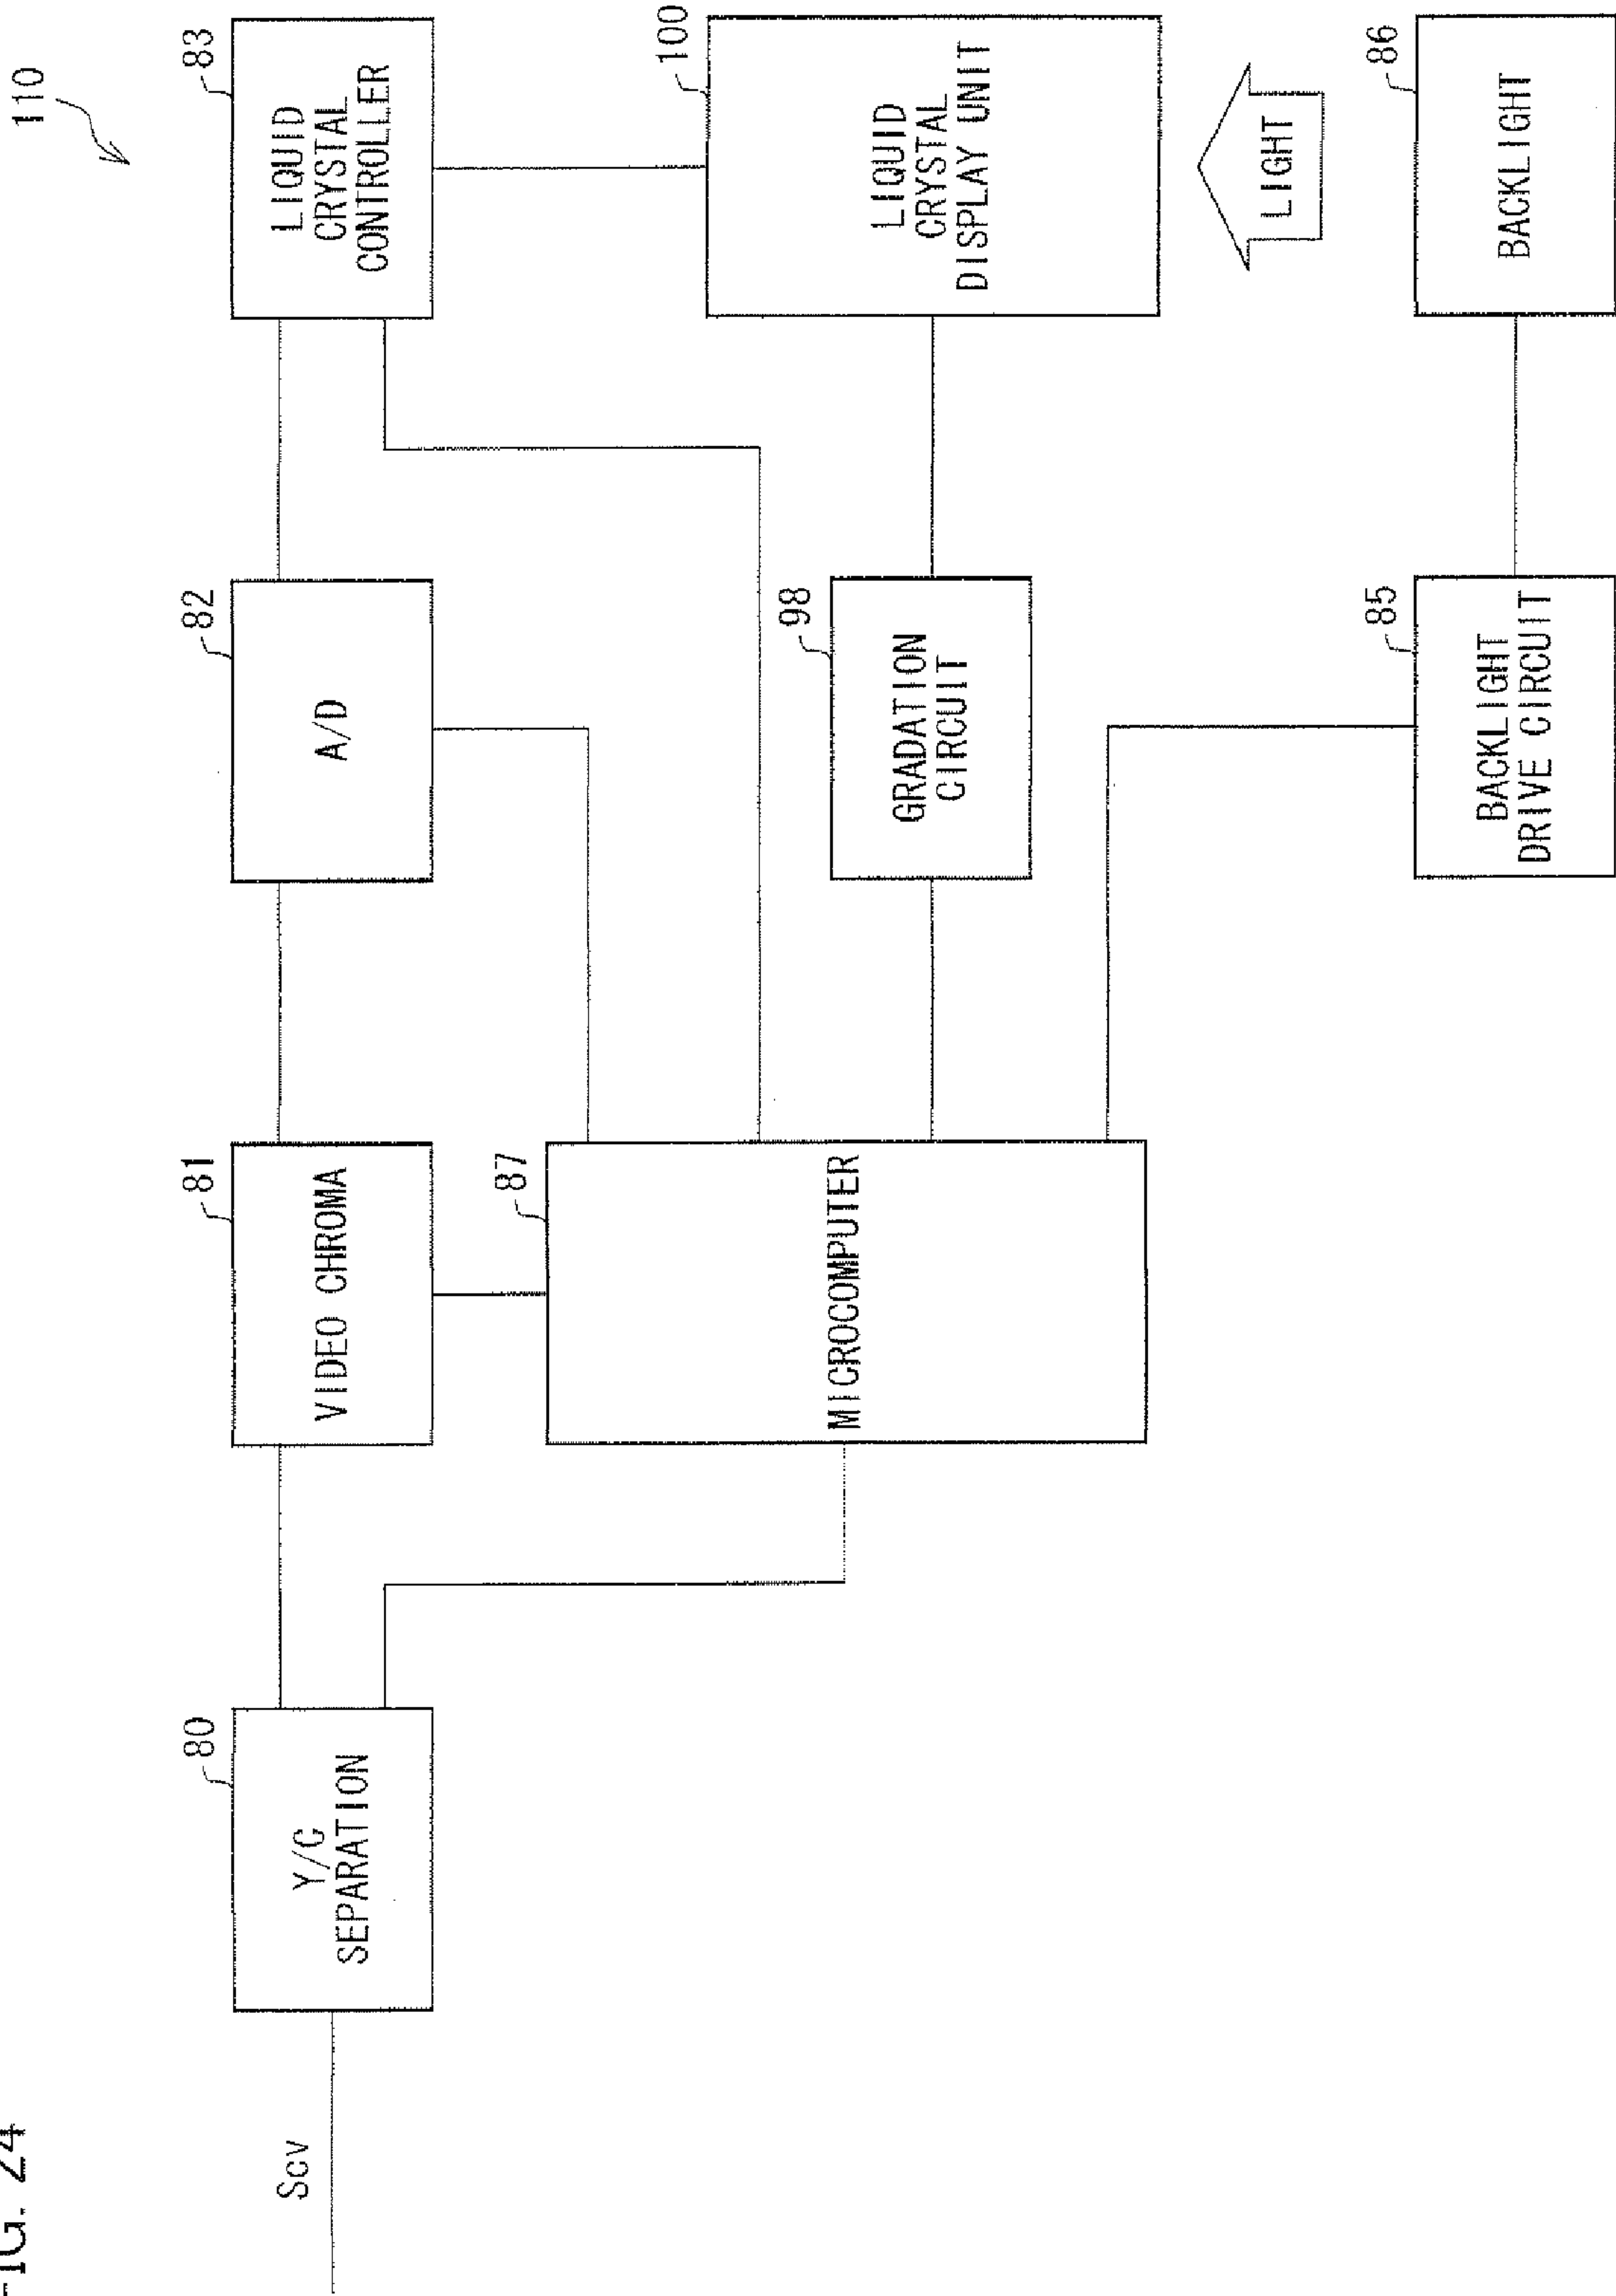 FIG. 24
110
80
Y/C
SEPARATION
Scv
81
VIDEO CHROMA
82
A/D
83
LIQUID
CRYSTAL
CONTROLLER
87
MICROCOMPUTER
98
GRADATION
CIRCUIT
100
LIQUID
CRYSTAL
DISPLAY UNIT
LIGHT
85
BACKLIGHT
DRIVE CIRCUIT
86
BACKLIGHT